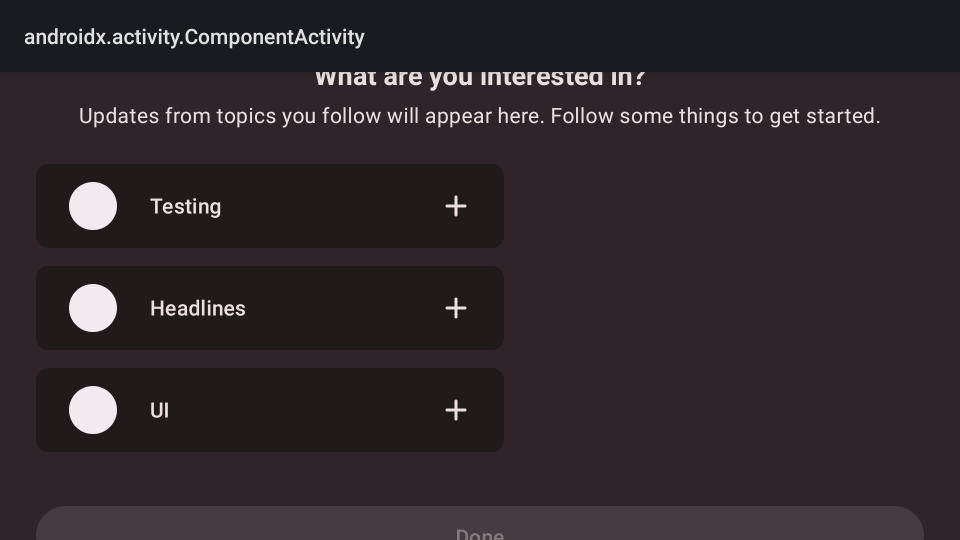 androidx.activity.ComponentActivity
What are you interested in?
Updates from topics you follow will appear here. Follow some things to get started.
Testing
Headlines
UI
Done